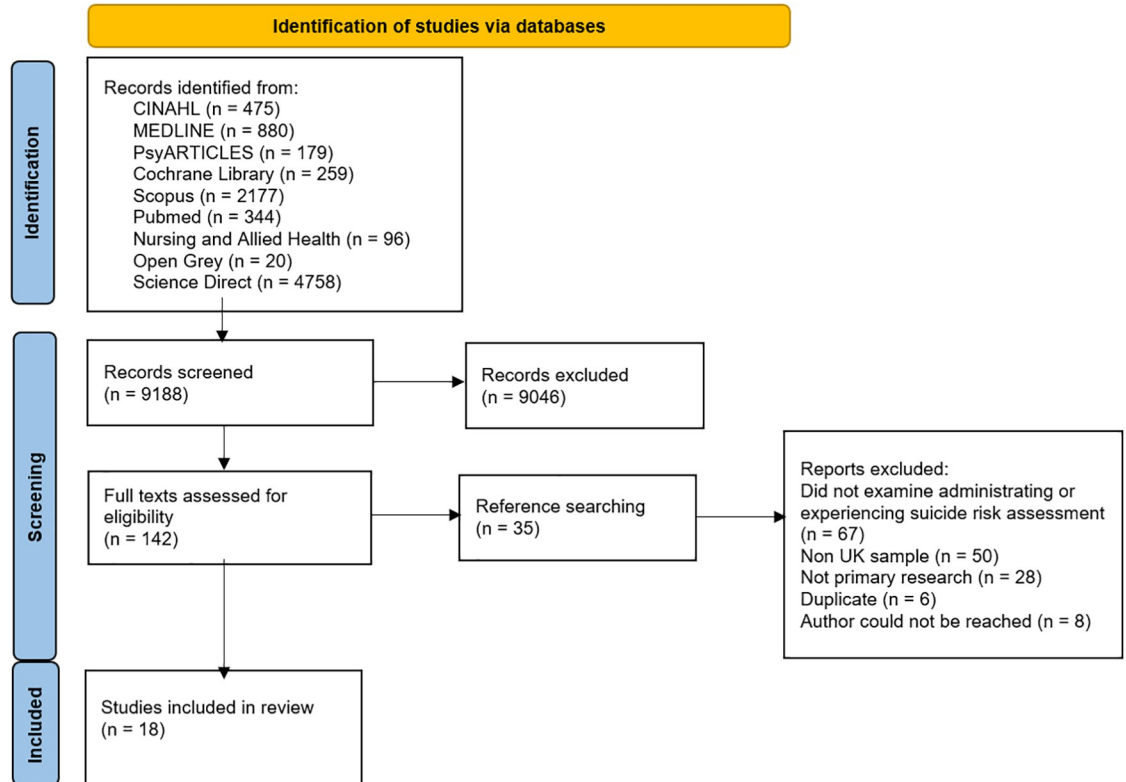 Identification of studies via databases
Identification
Records identified from:
CINAHL (n = 475)
MEDLINE (n = 880)
PsyARTICLES (n = 179)
Cochrane Library (n = 259)
Scopus (n = 2177)
Pubmed (n = 344)
Nursing and Allied Health (n = 96)
Open Grey (n = 20)
Science Direct (n = 4758)
Screening
Records screened
(n = 9188)
Records excluded
(n = 9046)
Full texts assessed for
eligibility
(n = 142)
Reference searching
(n = 35)
Reports excluded:
Did not examine administrating or
experiencing suicide risk assessment
(n = 67)
Non UK sample (n = 50)
Not primary research (n = 28)
Duplicate (n = 6)
Author could not be reached (n = 8)
Included
Studies included in review
(n = 18)